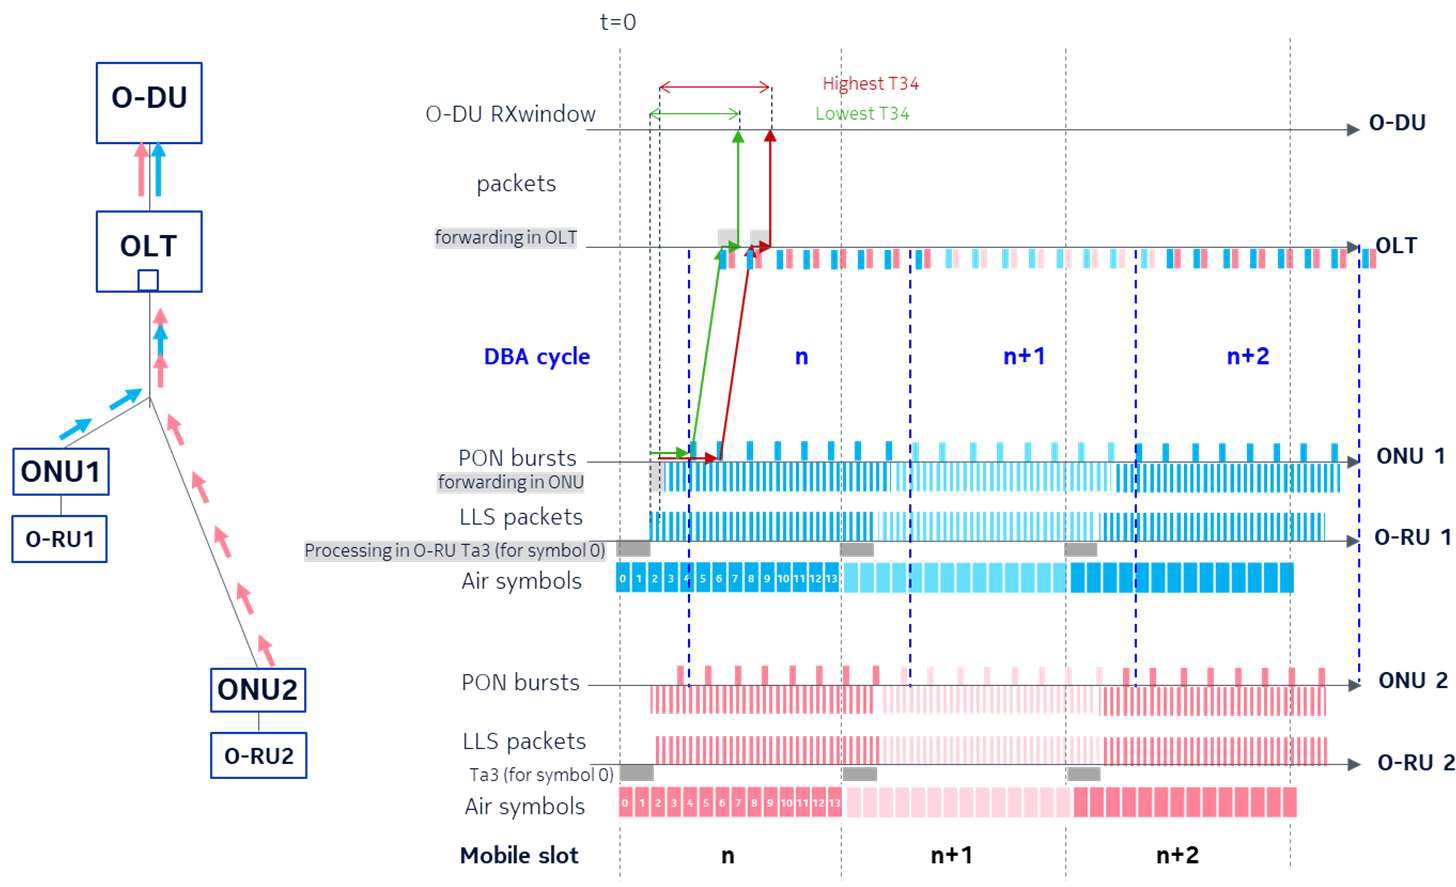 t=0
O-DU
OLT
ONU1
O-RU1
ONU2
O-RU2
Highest T34
O-DU RXwindow
Lowest T34
O-DU
packets
forwarding in OLT
OLT
DBA cycle
n
n+1
n+2
PON bursts
ONU 1
forwarding in ONU
LLS packets
O-RU 1
Processing in O-RU Ta3 (for symbol 0)
Air symbols
0 1 2 3 4 5 6 7 8 9 10 11 12 13
PON bursts
ONU 2
LLS packets
O-RU 2
Ta3 (for symbol 0)
Air symbols
0 1 2 3 4 5 6 7 8 9 10 11 12 13
Mobile slot
n
n+1
n+2